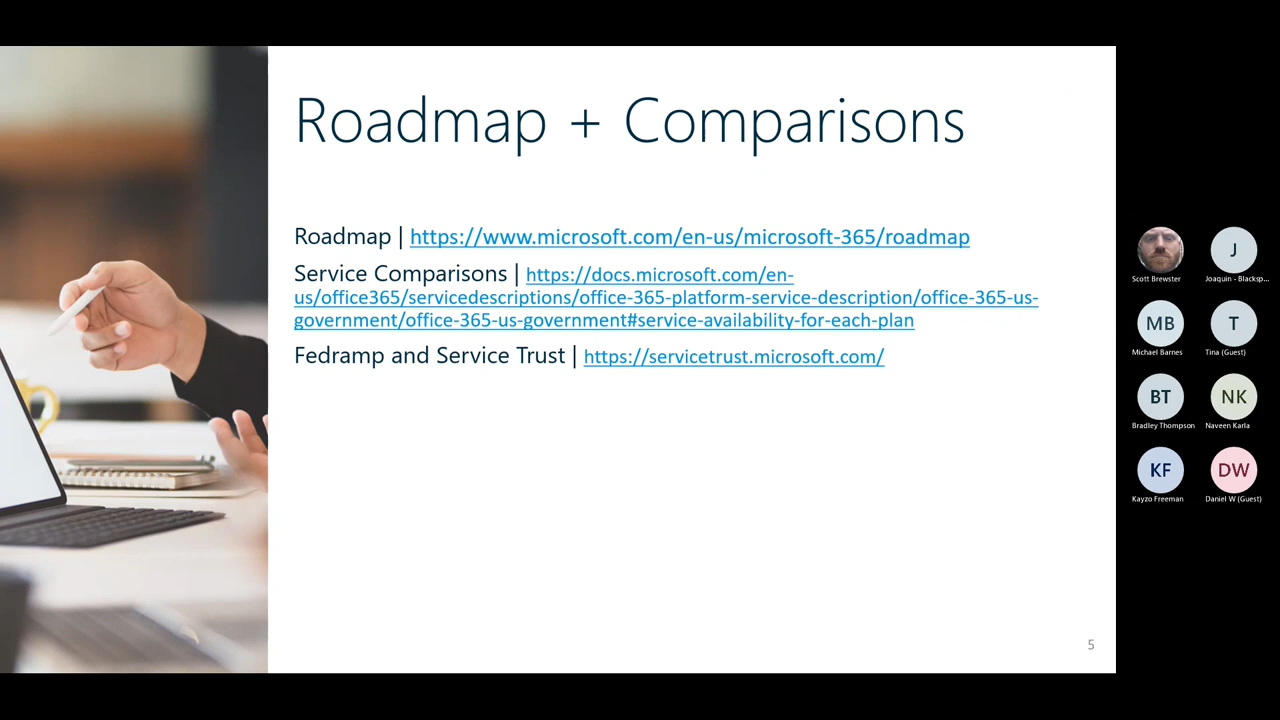 Roadmap + Comparisons
Roadmap | https://www.microsoft.com/en-us/microsoft-365/roadmap
Service Comparisons | https://docs.microsoft.com/en-
us/office365/servicedescriptions/office-365-platform-service-description/office-365-us-
government/office-365-us-government#service-availability-for-each-plan
Fedramp and Service Trust | https://servicetrust.microsoft.com/
5
Scott Brewster
J
Joaquin - Blacksp...
MB
Michael Barnes
T
Tina (Guest)
BT
Bradley Thompson
NK
Naveen Karla
KF
Kayzo Freeman
DW
Daniel W (Guest)